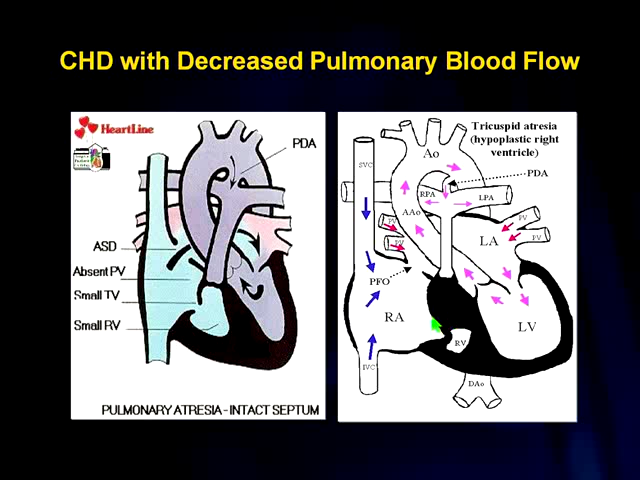 CHD with Decreased Pulmonary Blood Flow
HeartLine
PDA
ASD
Absent PV
Small TV
Small RV
PULMONARY ATRESIA - INTACT SEPTUM
Tricuspid atresia
(hypoplastic right
ventricle)
Ao
PDA
SVC
RPA
LPA
AAo
PV
PV
PV
PV
LA
PFO
RA
LV
RV
IVC
DAo